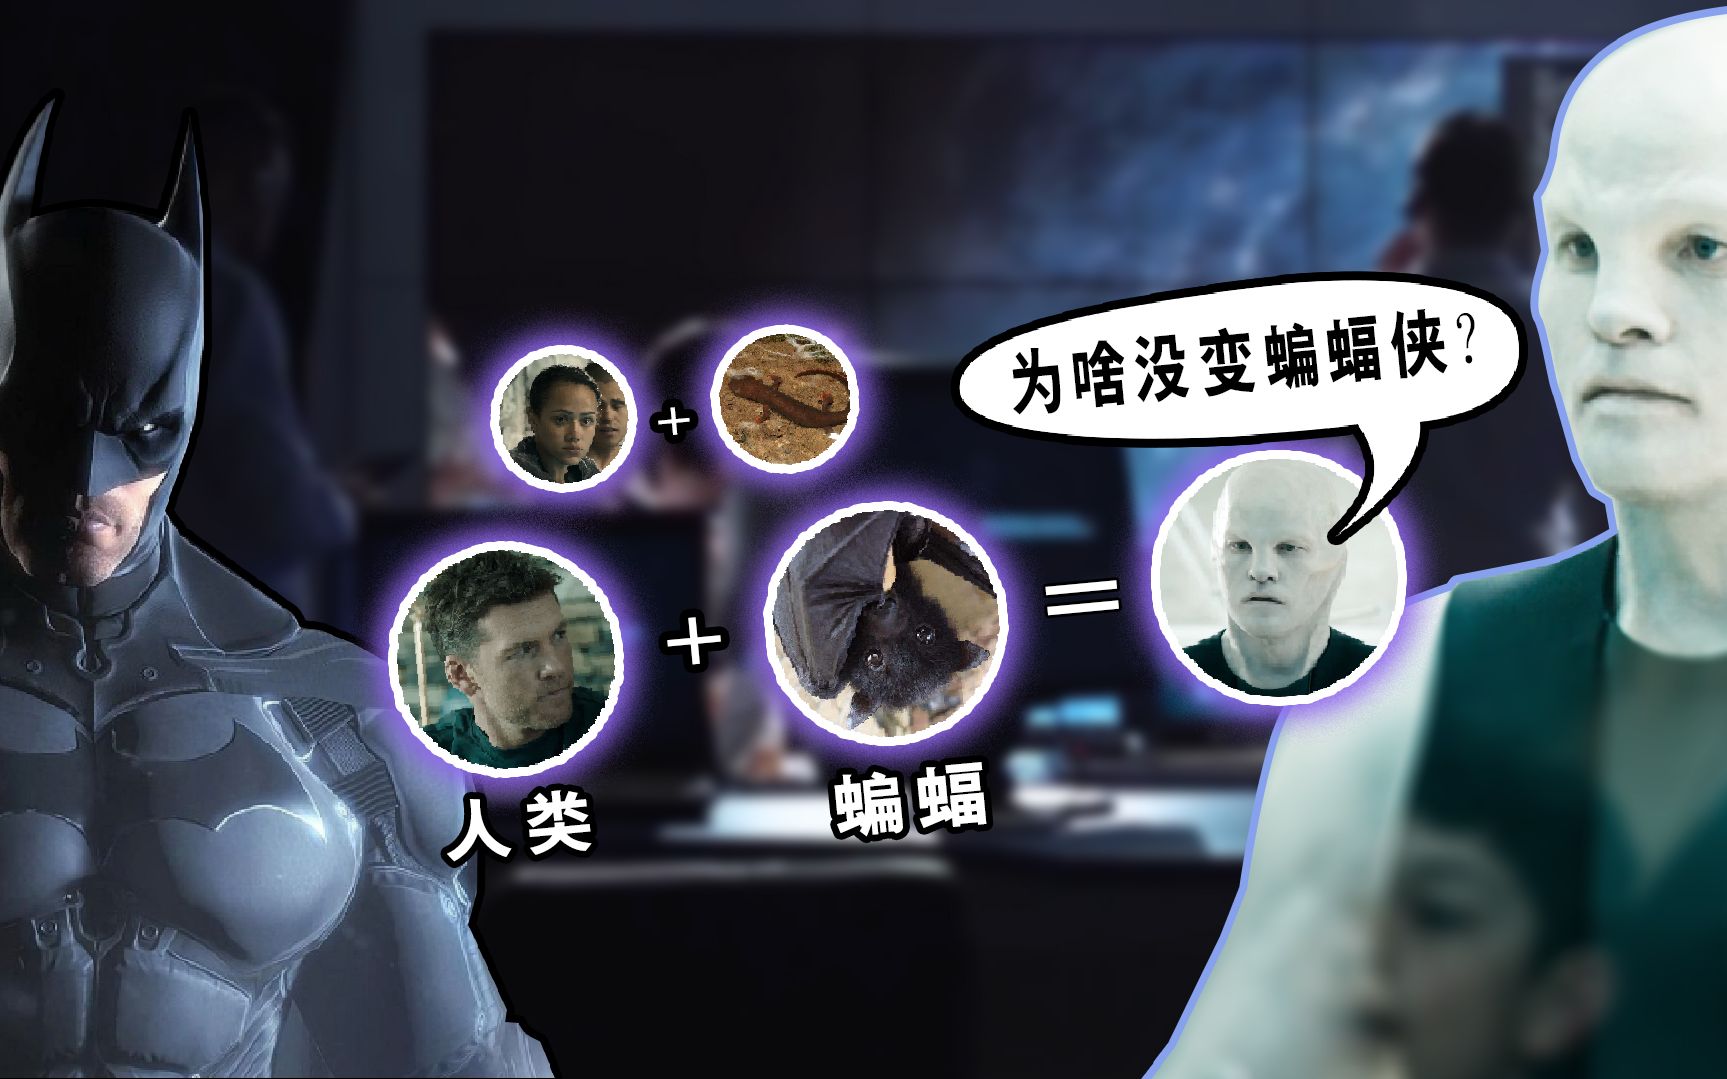 为啥没变蝙蝠侠?
+
+
=
人类
蝙蝠